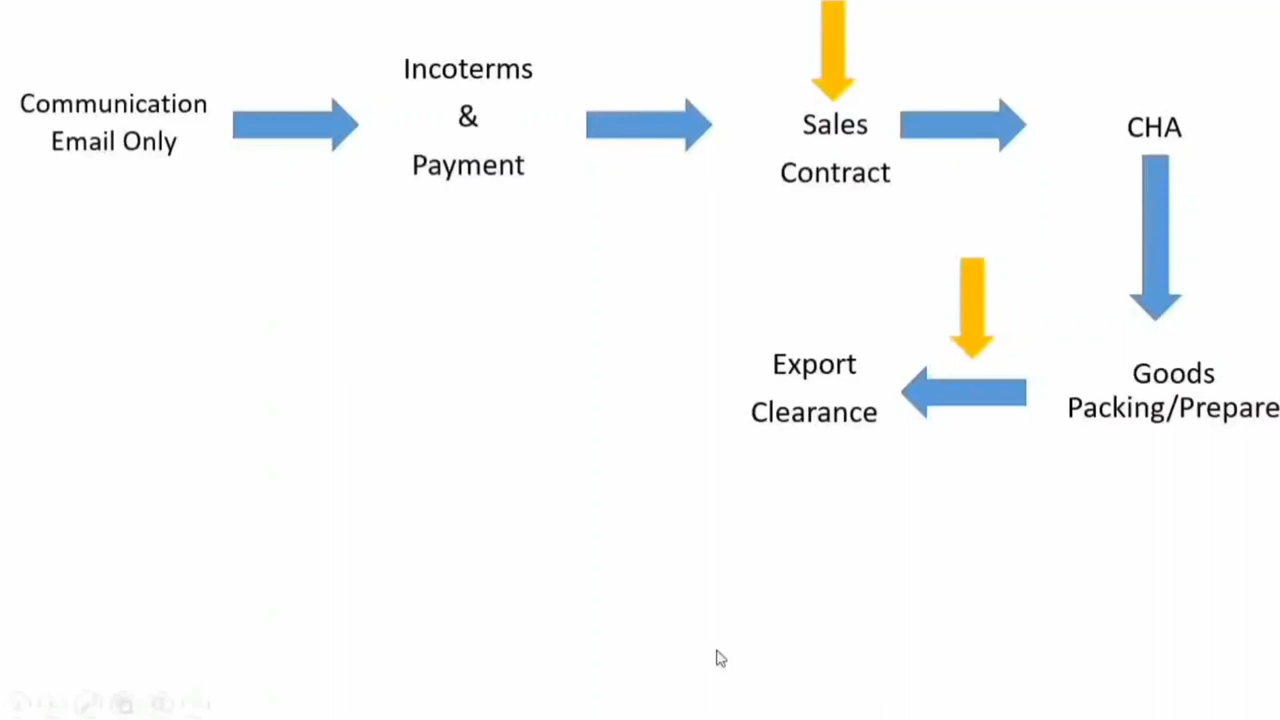 Communication
Email Only
Incoterms
&
Payment
Sales
Contract
CHA
Goods
Packing/Prepare
Export
Clearance